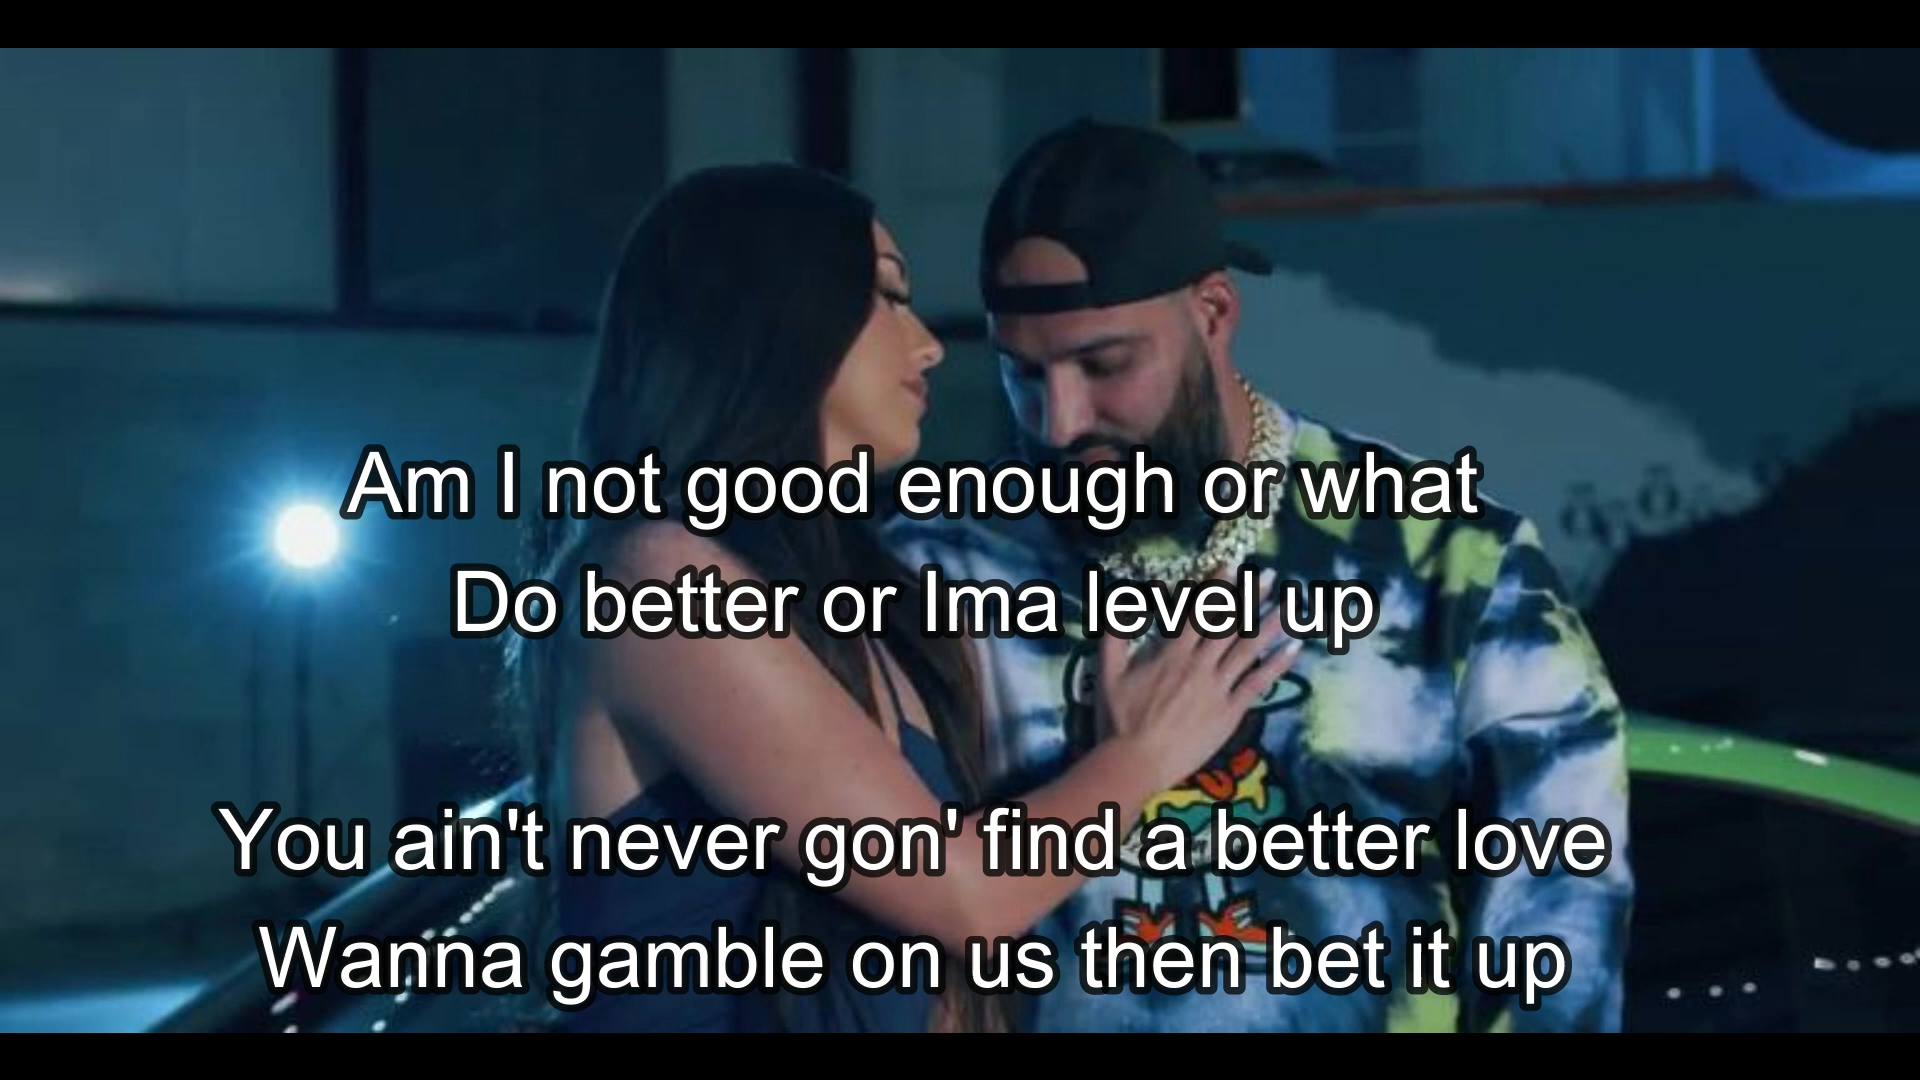 Am I not good enough or what
Do better or Ima level up
You ain't never gon' find a better love
Wanna gamble on us then bet it up